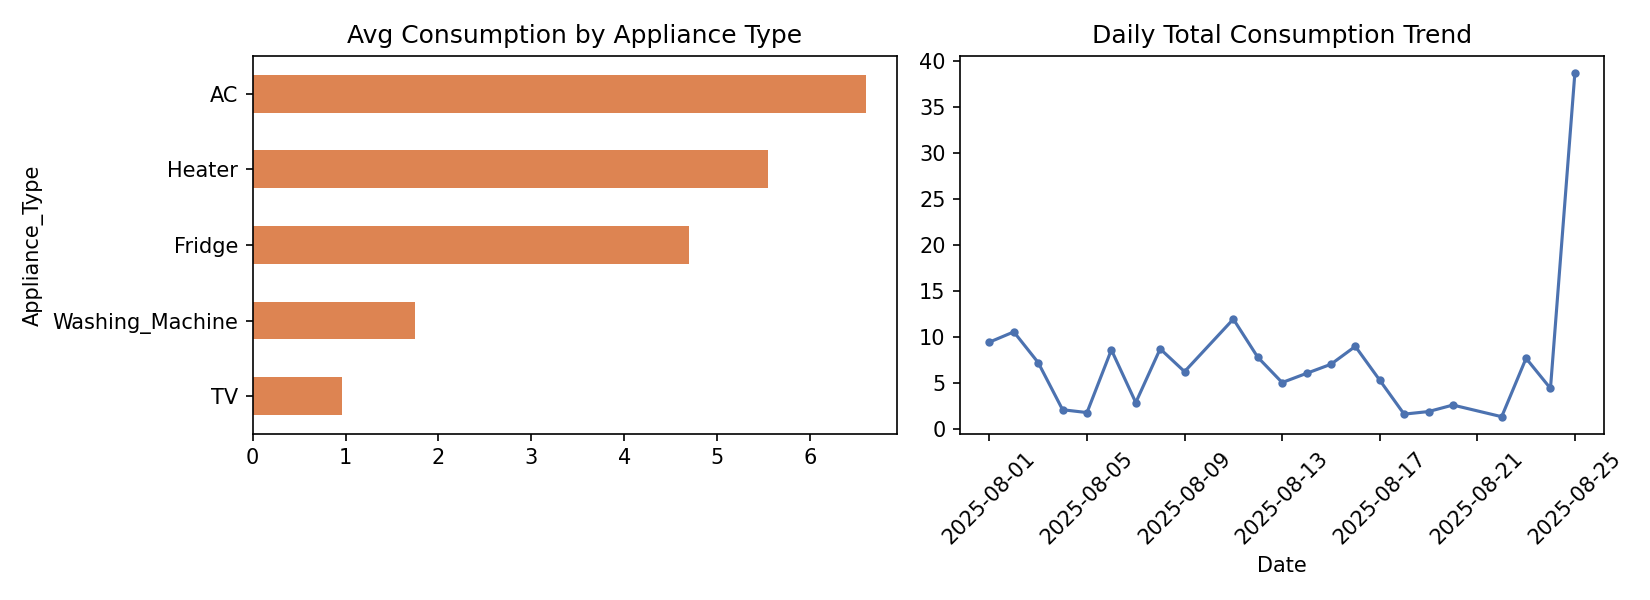 Avg Consumption by Appliance Type
Appliance_Type
AC
Heater
Fridge
Washing_Machine
TV
0 1 2 3 4 5 6
Daily Total Consumption Trend
40
35
30
25
20
15
10
5
0
2025-08-01 2025-08-05 2025-08-09 2025-08-13 2025-08-17 2025-08-21 2025-08-25
Date